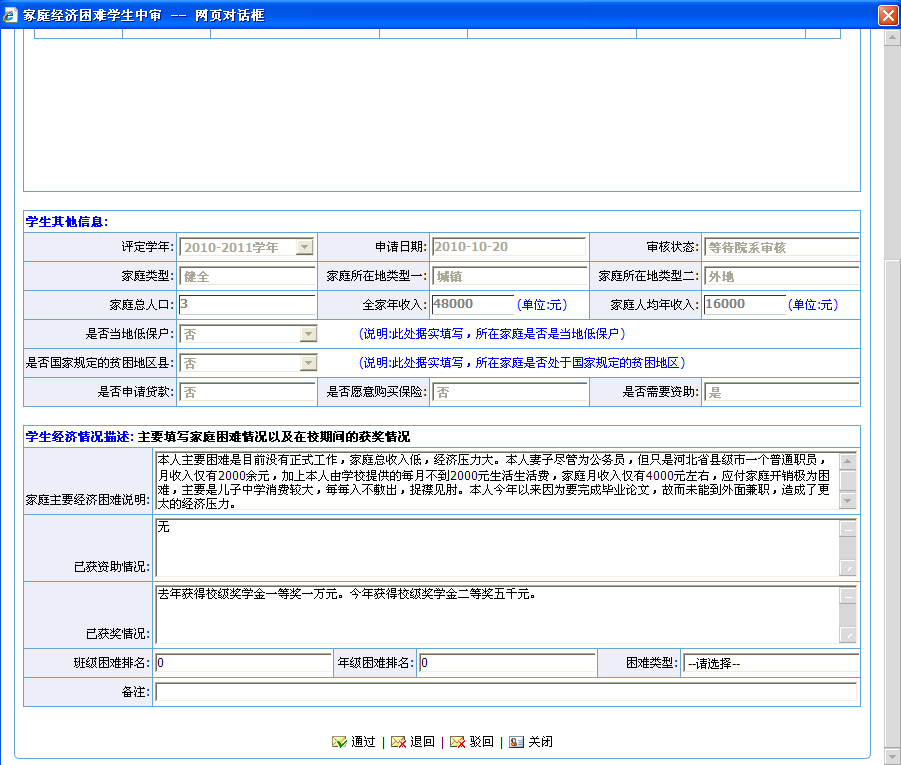 家庭经济困难学生中审 -- 网页对话框
学生其他信息:
评定学年: 2010-2011学年 申请日期: 2010-10-20 审核状态: 等待院系审核
家庭类型: 健全 家庭所在地类型一: 城镇 家庭所在地类型二: 外地
家庭总人口: 3 全家年收入: 48000 (单位:元) 家庭人均年收入: 16000 (单位:元)
是否当地低保户: 否 (说明:此处据实填写，所在家庭是否是当地低保户)
是否国家规定的贫困地区县: 否 (说明:此处据实填写，所在家庭是否处于国家规定的贫困地区)
是否申请贷款: 否 是否愿意购买保险: 否 是否需要资助: 是
学生经济情况描述: 主要填写家庭困难情况以及在校期间的获奖情况
家庭主要经济困难说明:
本人主要困难是目前没有正式工作，家庭总收入低，经济压力大。本人妻子尽管为公务员，但只是河北省县级市一个普通职员，
月收入仅有2000余元，加上本人由学校提供的每月不到2000元生活生活费，家庭月收入仅有4000元左右，应付家庭开销极为困
难，主要是儿子中学消费较大，每每入不敷出，捉襟见肘。本人今年以来因为要完成毕业论文，故而未能到外面兼职，造成了更
大的经济压力。
已获资助情况: 无
已获奖情况: 去年获得校级奖学金一等奖一万元。今年获得校级奖学金二等奖五千元。
班级困难排名: 0 年级困难排名: 0 困难类型: --请选择--
备注:
通过 | 退回 | 驳回 | 关闭